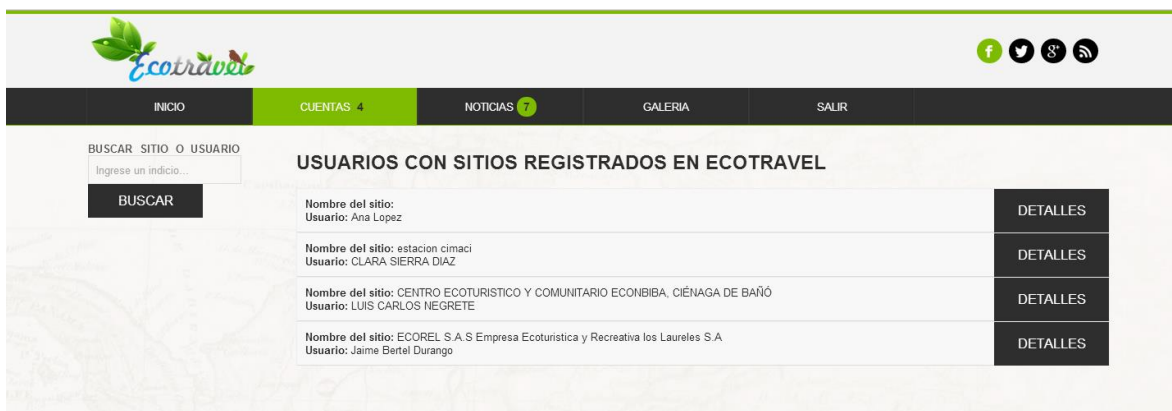 Ecotravel
INICIO
CUENTAS 4
NOTICIAS 7
GALERIA
SALIR
BUSCAR SITIO O USUARIO
Ingrese un indicio...
BUSCAR
USUARIOS CON SITIOS REGISTRADOS EN ECOTRAVEL
Nombre del sitio:
Usuario: Ana Lopez
DETALLES
Nombre del sitio: estacion cimaci
Usuario: CLARA SIERRA DIAZ
DETALLES
Nombre del sitio: CENTRO ECOTURISTICO Y COMUNITARIO ECONBIBA, CIÉNAGA DE BAÑÓ
Usuario: LUIS CARLOS NEGRETE
DETALLES
Nombre del sitio: ECOREL S.A.S Empresa Ecoturistica y Recreativa los Laureles S.A
Usuario: Jaime Bertel Durango
DETALLES